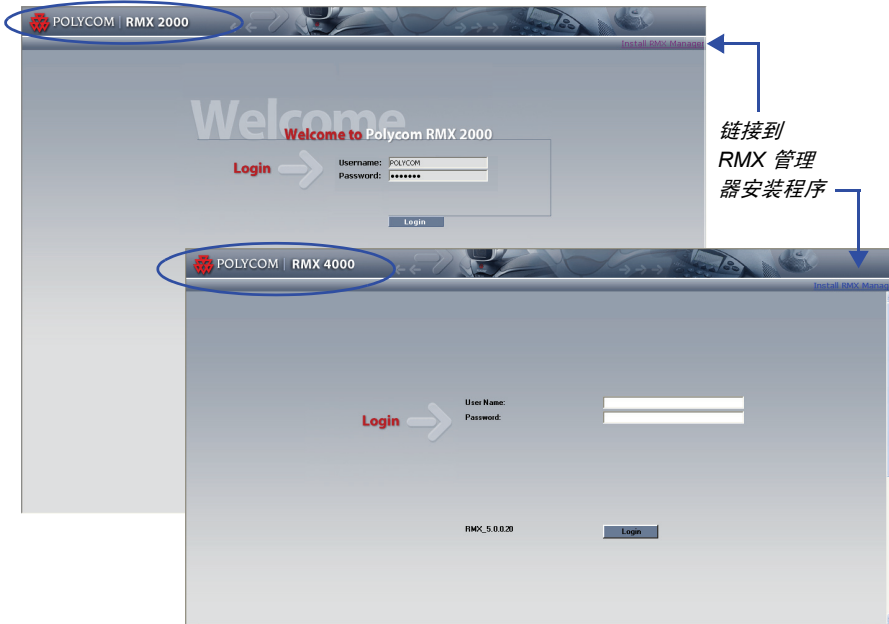 POLYCOM | RMX 2000
Install RMX Manager
Welcome
Welcome to Polycom RMX 2000
Login
Username: POLYCOM
Password: •••••••
Login
链接到
RMX 管理
器安装程序
POLYCOM | RMX 4000
Install RMX Manag
Login
User Name:
Password:
RMX_5.0.0.20
Login